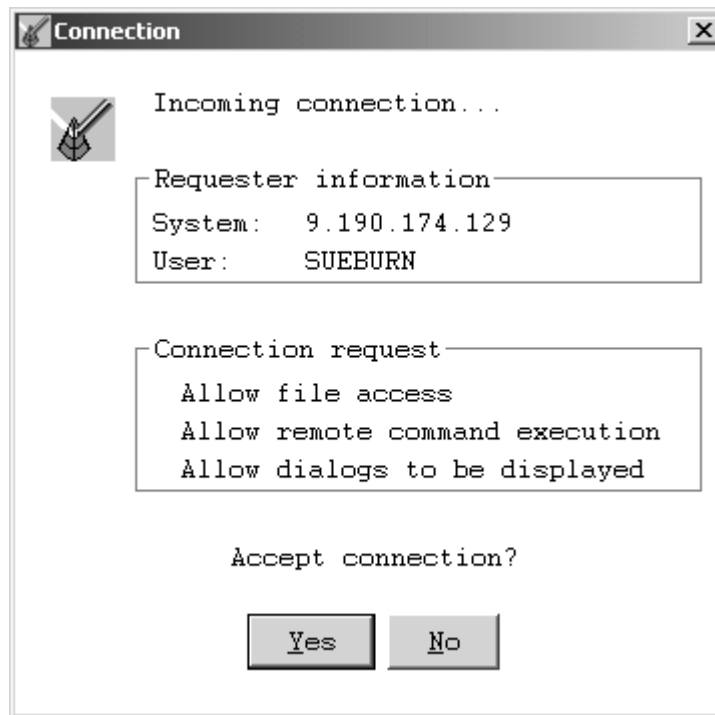 Connection
Incoming connection...
Requester information
System: 9.190.174.129
User: SUEBURN
Connection request
Allow file access
Allow remote command execution
Allow dialogs to be displayed
Accept connection?
Yes No